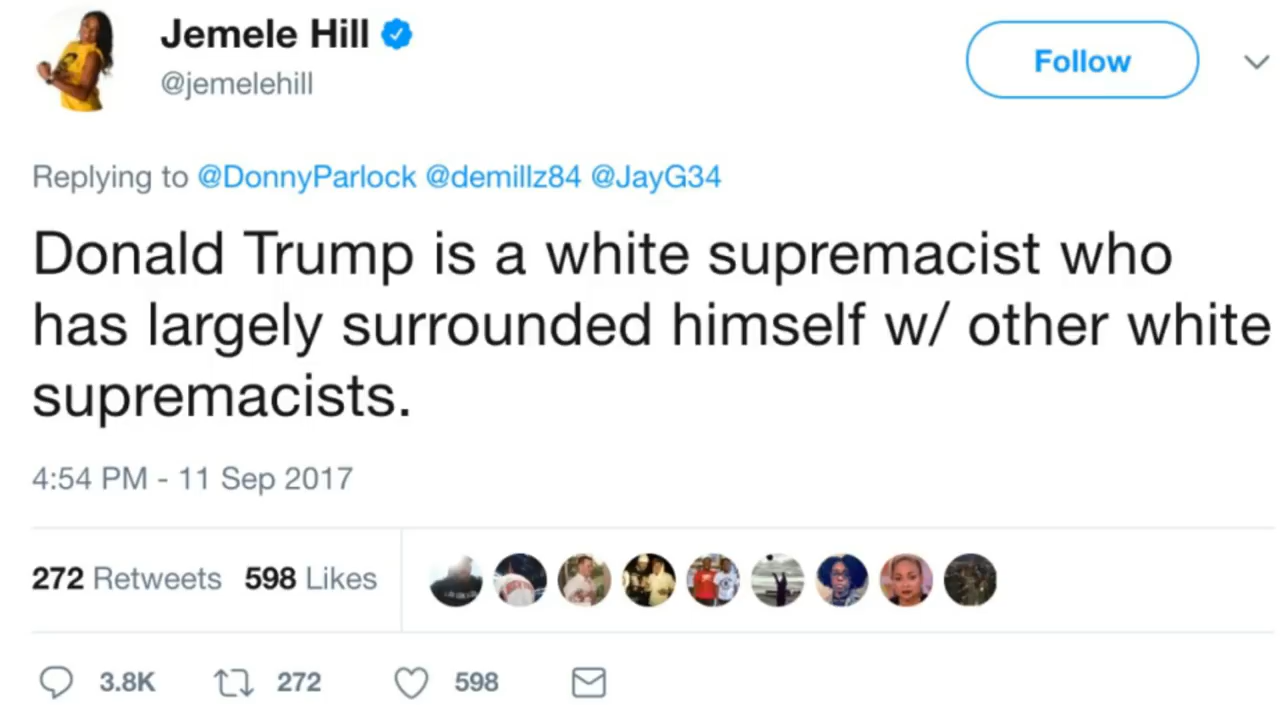 Jemele Hill
@jemelehill
Follow
Replying to @DonnyParlock @demillz84 @JayG34
Donald Trump is a white supremacist who
has largely surrounded himself w/ other white
supremacists.
4:54 PM - 11 Sep 2017
272 Retweets 598 Likes
3.8K 272 598